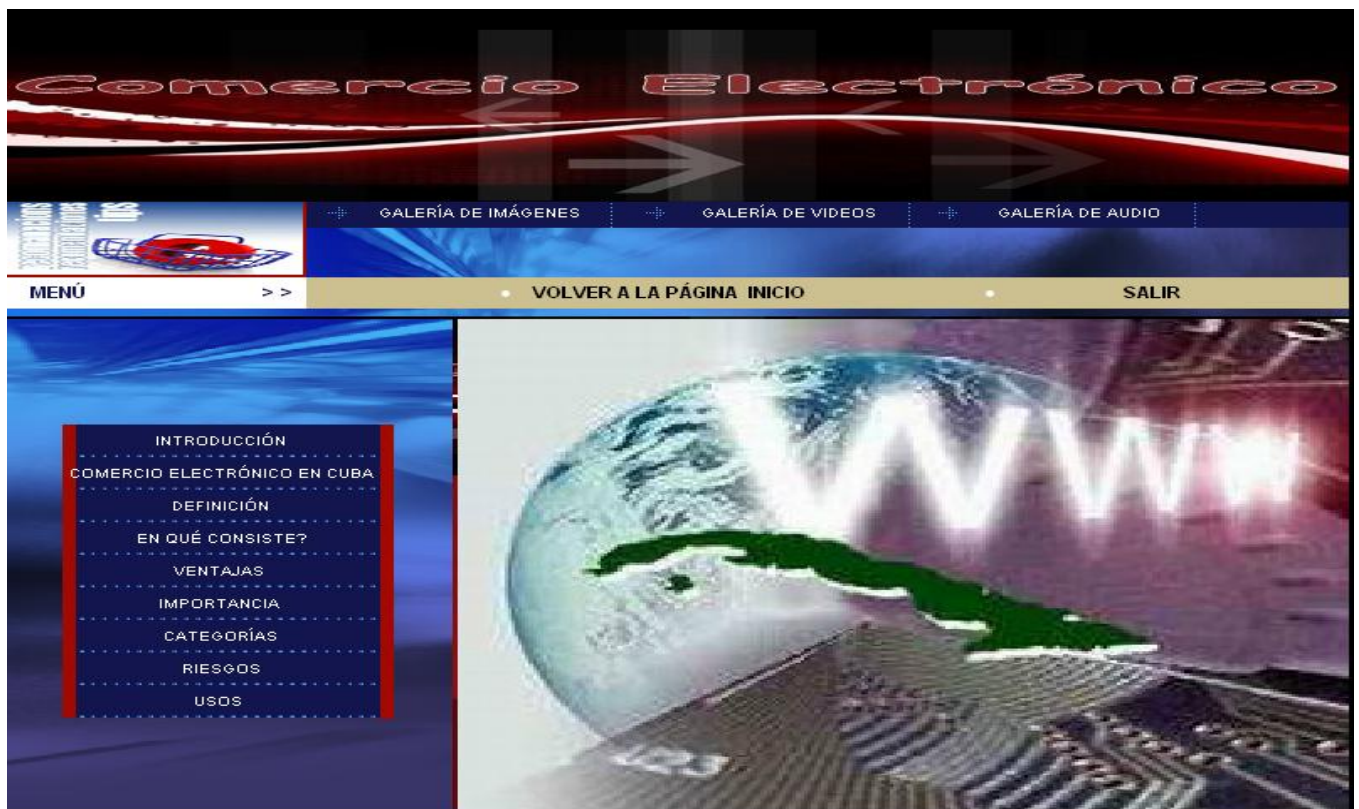 Comercio Electrónico
GALERÍA DE IMÁGENES GALERÍA DE VIDEOS GALERÍA DE AUDIO
MENÚ >> VOLVER A LA PÁGINA INICIO SALIR
INTRODUCCIÓN
COMERCIO ELECTRÓNICO EN CUBA
DEFINICIÓN
EN QUÉ CONSISTE?
VENTAJAS
IMPORTANCIA
CATEGORÍAS
RIESGOS
USOS
WWW